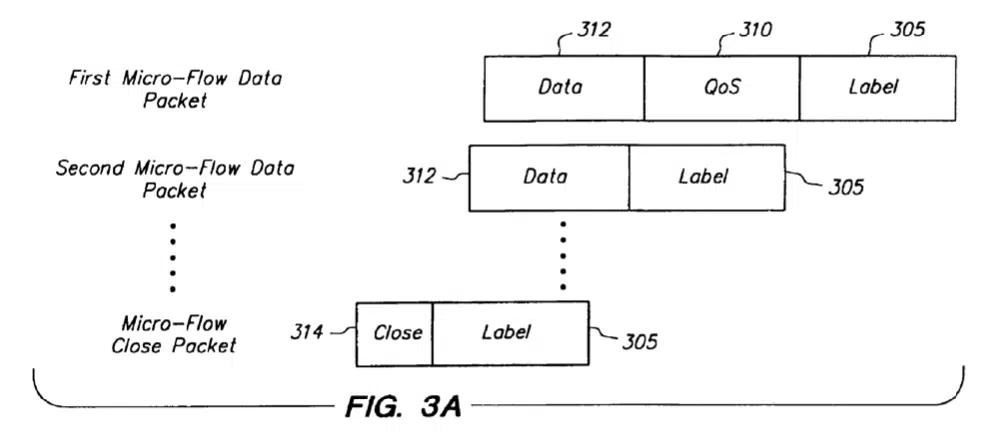 312 310 305
First Micro-Flow Data
Packet
Data QoS Label
Second Micro-Flow Data
Packet
312 Data Label 305
Micro-Flow
Close Packet
314 Close Label 305
FIG. 3A